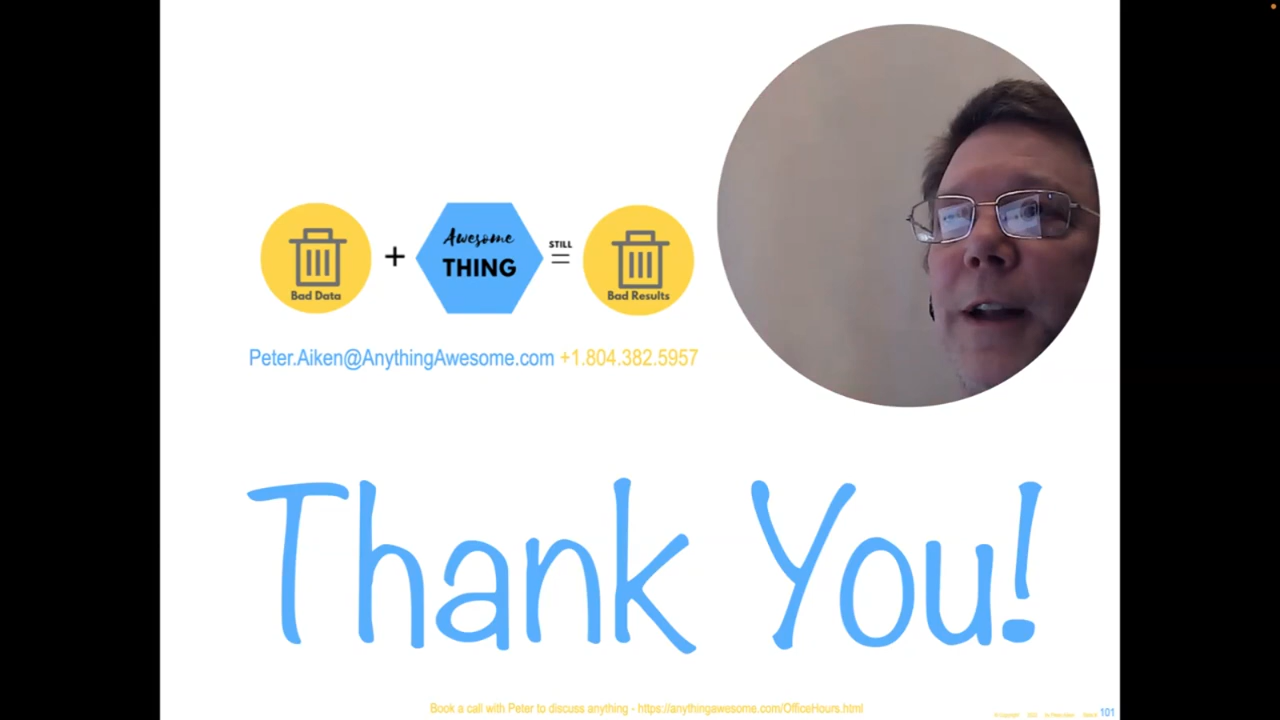 Bad Data
+
Awesome
THING
STILL
=
Bad Results
Peter.Aiken@AnythingAwesome.com +1.804.382.5957
Thank You!
Book a call with Peter to discuss anything - https://anythingawesome.com/OfficeHours.html
101